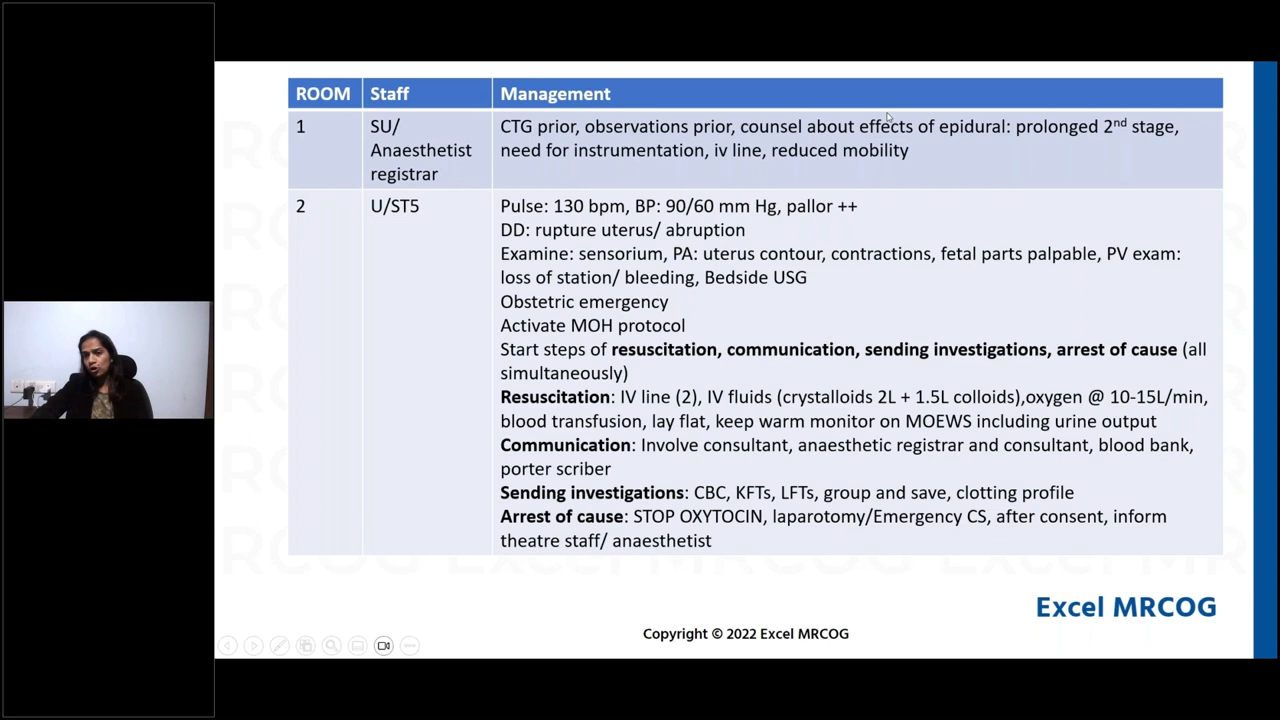 ROOM Staff Management
1 SU/ Anaesthetist registrar CTG prior, observations prior, counsel about effects of epidural: prolonged 2nd stage,
need for instrumentation, iv line, reduced mobility
2 U/ST5 Pulse: 130 bpm, BP: 90/60 mm Hg, pallor ++
DD: rupture uterus/ abruption
Examine: sensorium, PA: uterus contour, contractions, fetal parts palpable, PV exam:
loss of station/ bleeding, Bedside USG
Obstetric emergency
Activate MOH protocol
Start steps of resuscitation, communication, sending investigations, arrest of cause (all
simultaneously)
Resuscitation: IV line (2), IV fluids (crystalloids 2L + 1.5L colloids),oxygen @ 10-15L/min,
blood transfusion, lay flat, keep warm monitor on MOEWS including urine output
Communication: Involve consultant, anaesthetic registrar and consultant, blood bank,
porter scriber
Sending investigations: CBC, KFTs, LFTs, group and save, clotting profile
Arrest of cause: STOP OXYTOCIN, laparotomy/Emergency CS, after consent, inform
theatre staff/ anaesthetist
Excel MRCOG
Copyright © 2022 Excel MRCOG